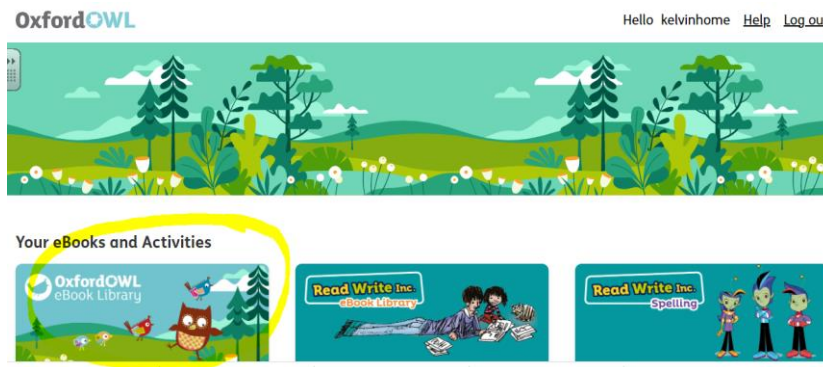 OxfordOWL
Hello kelvinhome Help Log ou
Your eBooks and Activities
OxfordOWL
eBook Library
Read Write Inc.
eBook Library
Read Write Inc.
Spelling